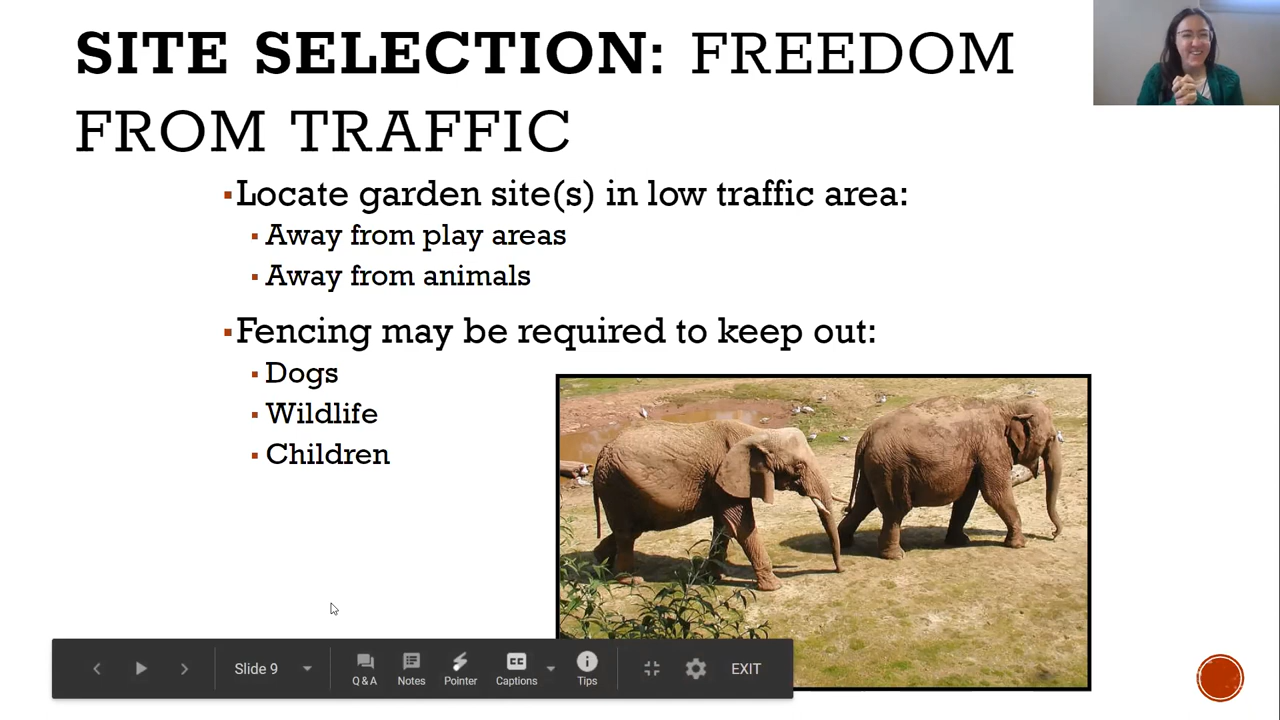 SITE SELECTION: FREEDOM
FROM TRAFFIC
Locate garden site(s) in low traffic area:
Away from play areas
Away from animals
Fencing may be required to keep out:
Dogs
Wildlife
Children
Slide 9
Q&A
Notes
Pointer
CC
Captions
Tips
EXIT